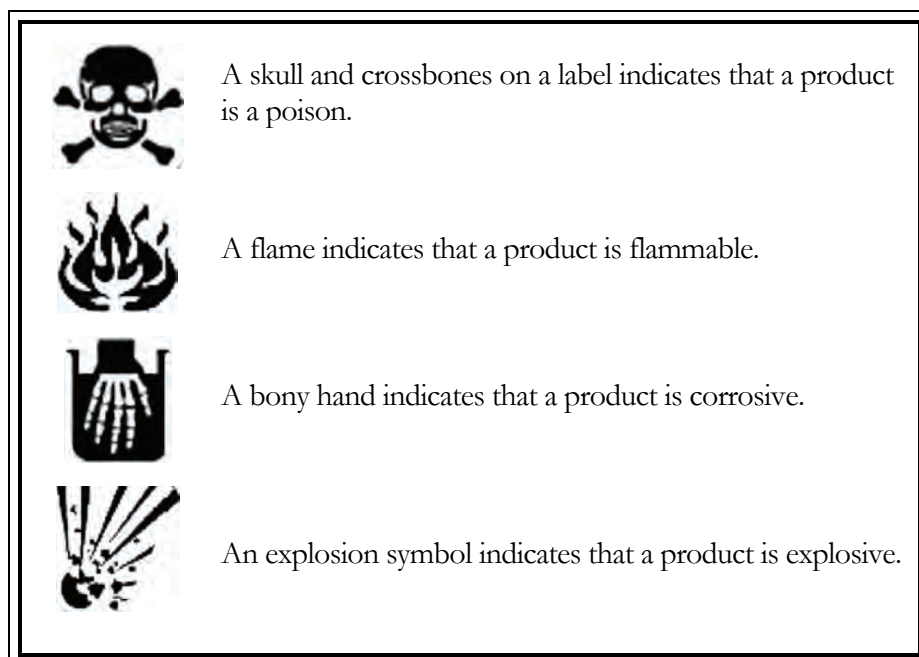 A skull and crossbones on a label indicates that a product
is a poison.
A flame indicates that a product is flammable.
A bony hand indicates that a product is corrosive.
An explosion symbol indicates that a product is explosive.